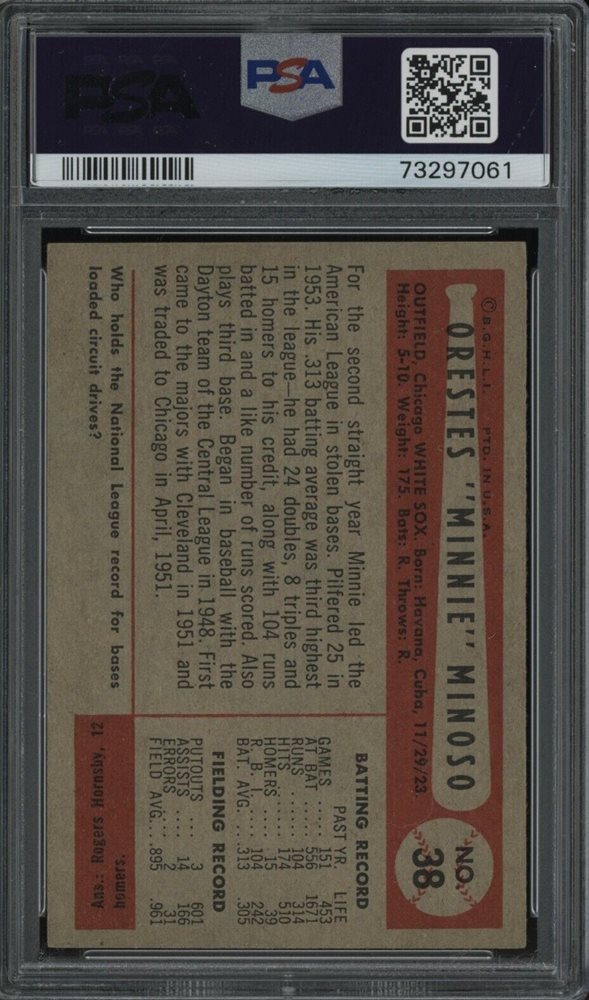 PSA
PSA
73297061
© B.G.H.L.I. PTD. IN U.S.A.
ORESTES "MINNIE" MINOSO
NO.
38
OUTFIELD, Chicago WHITE SOX. Born: Havana, Cuba, 11/29/23.
Height: 5-10. Weight: 175. Bats: R. Throws: R.
For the second straight year Minnie led the
American League in stolen bases. Pilfered 25 in
1953. His .313 batting average was third highest
in the league—he had 24 doubles, 8 triples and
15 homers to his credit, along with 104 runs
batted in and a like number of runs scored. Also
plays third base. Began in baseball with the
Dayton team of the Central League in 1948. First
came to the majors with Cleveland in 1951 and
was traded to Chicago in April, 1951.
BATTING RECORD
PAST YR. LIFE
GAMES ..... 151 453
AT BAT ..... 556 1671
RUNS ...... 104 314
HITS ....... 174 510
HOMERS .... 15 39
R. B. I. ..... 104 242
BAT. AVG. ... .313 .305
FIELDING RECORD
PUTOUTS ... 3 601
ASSISTS .... 14 166
ERRORS .... 2 31
FIELD AVG. .. .895 .961
Who holds the National League record for bases
loaded circuit drives?
Ans.: Rogers Hornsby, 12
homers.